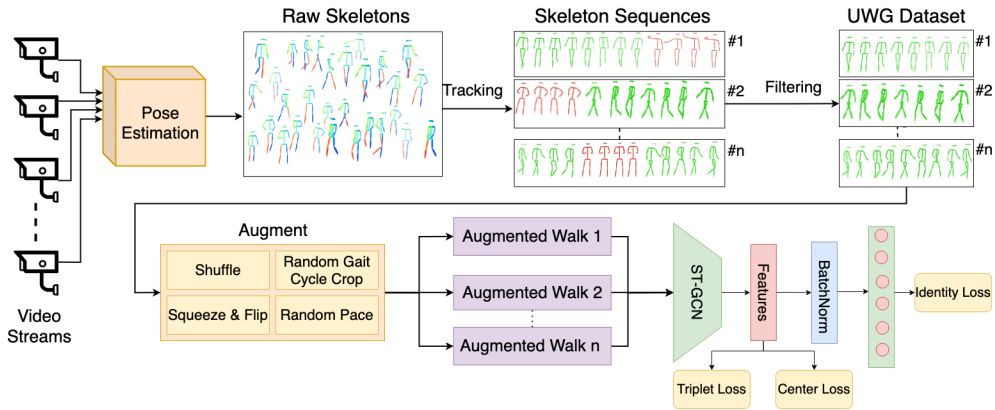 Raw Skeletons
Skeleton Sequences
UWG Dataset
#1
#1
Pose
Estimation
Tracking
#2
Filtering
#2
#n
#n
Video
Streams
Augment
Shuffle
Random Gait
Cycle Crop
Squeeze & Flip
Random Pace
Augmented Walk 1
Augmented Walk 2
Augmented Walk n
ST-GCN
Features
BatchNorm
Identity Loss
Triplet Loss
Center Loss